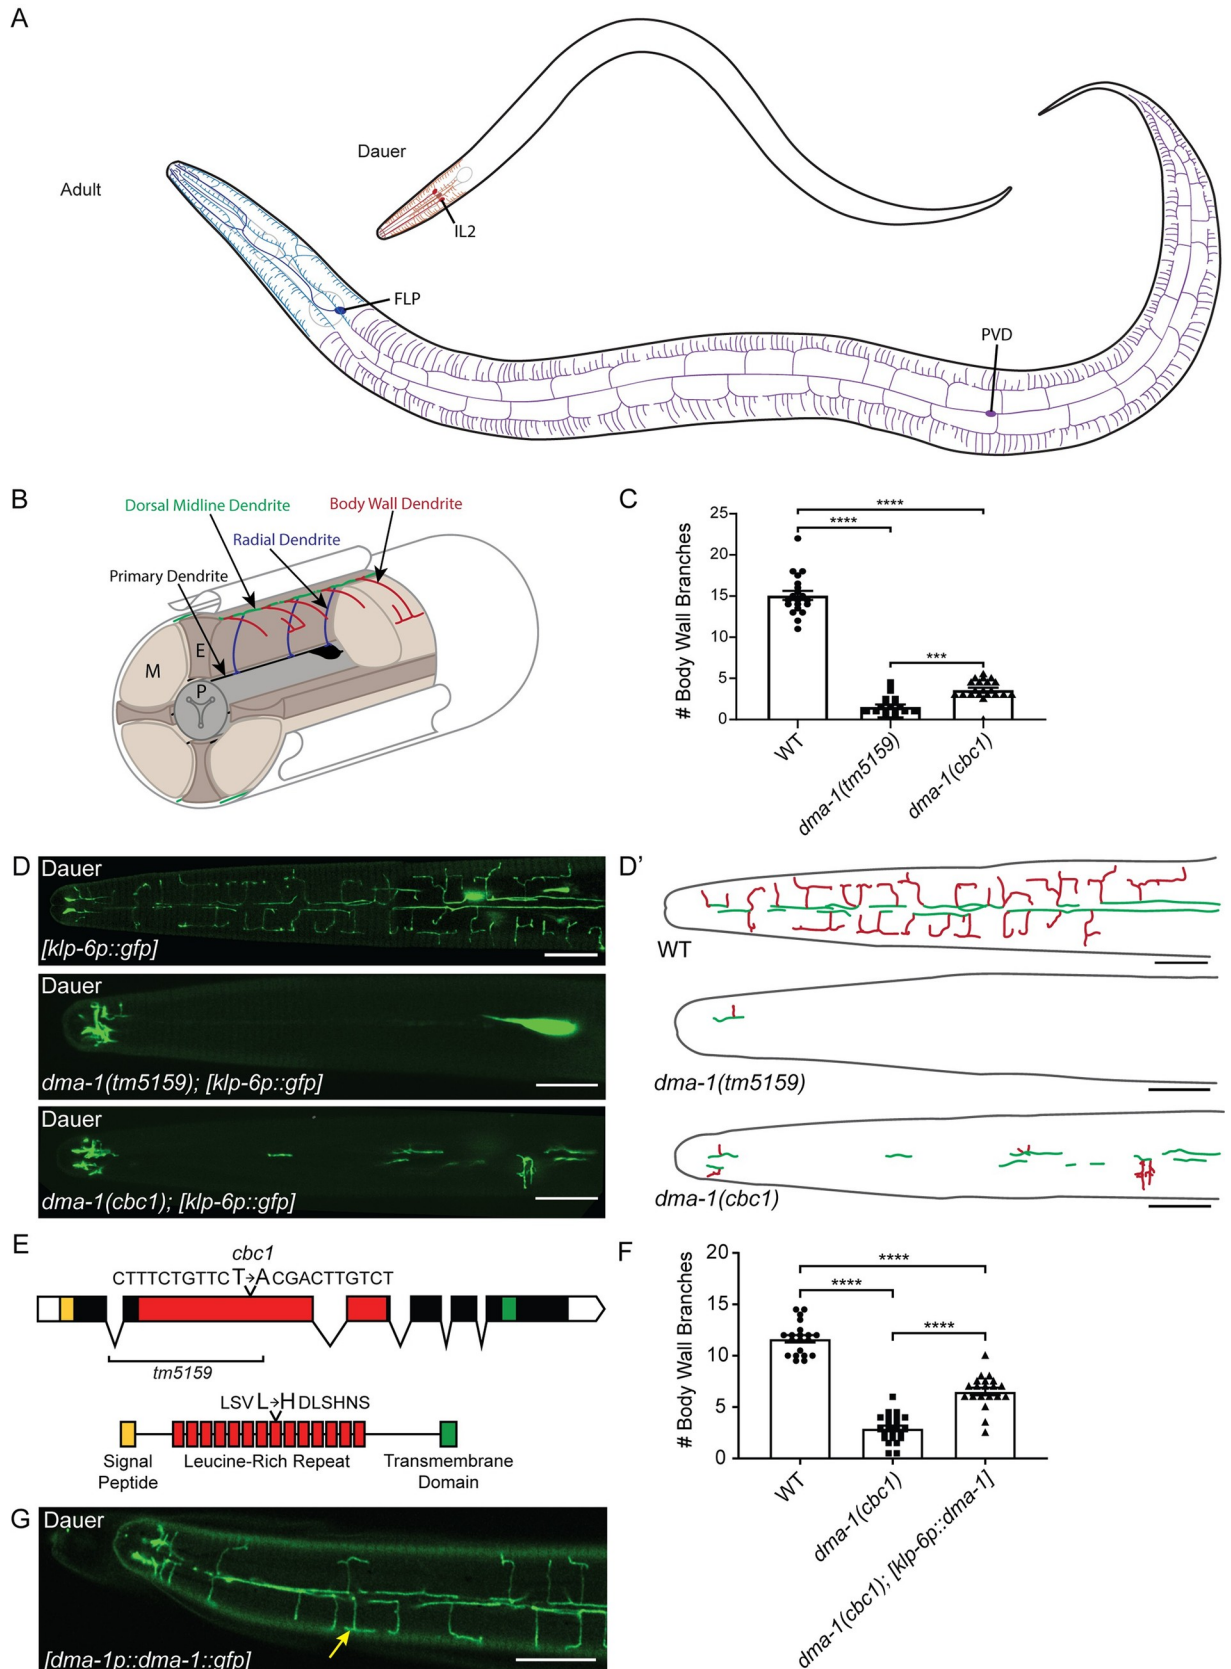 A
Adult
Dauer
IL2
FLP
PVD
B
Dorsal Midline Dendrite
Body Wall Dendrite
Radial Dendrite
Primary Dendrite
E
M
P
C
# Body Wall Branches
25
20
15
10
5
0
****
****
***
WT
dma-1(tm5159)
dma-1(cbc1)
D
Dauer
[klp-6p::gfp]
Dauer
dma-1(tm5159); [klp-6p::gfp]
Dauer
dma-1(cbc1); [klp-6p::gfp]
D'
WT
dma-1(tm5159)
dma-1(cbc1)
E
cbc1
CTTTCTGTTCT→ACGACTTGTCT
tm5159
LSVL→HDLSHNS
Signal
Peptide
Leucine-Rich Repeat
Transmembrane
Domain
F
# Body Wall Branches
20
15
10
5
0
****
****
****
WT
dma-1(cbc1)
dma-1(cbc1); [klp-6p::dma-1]
G
Dauer
[dma-1p::dma-1::gfp]